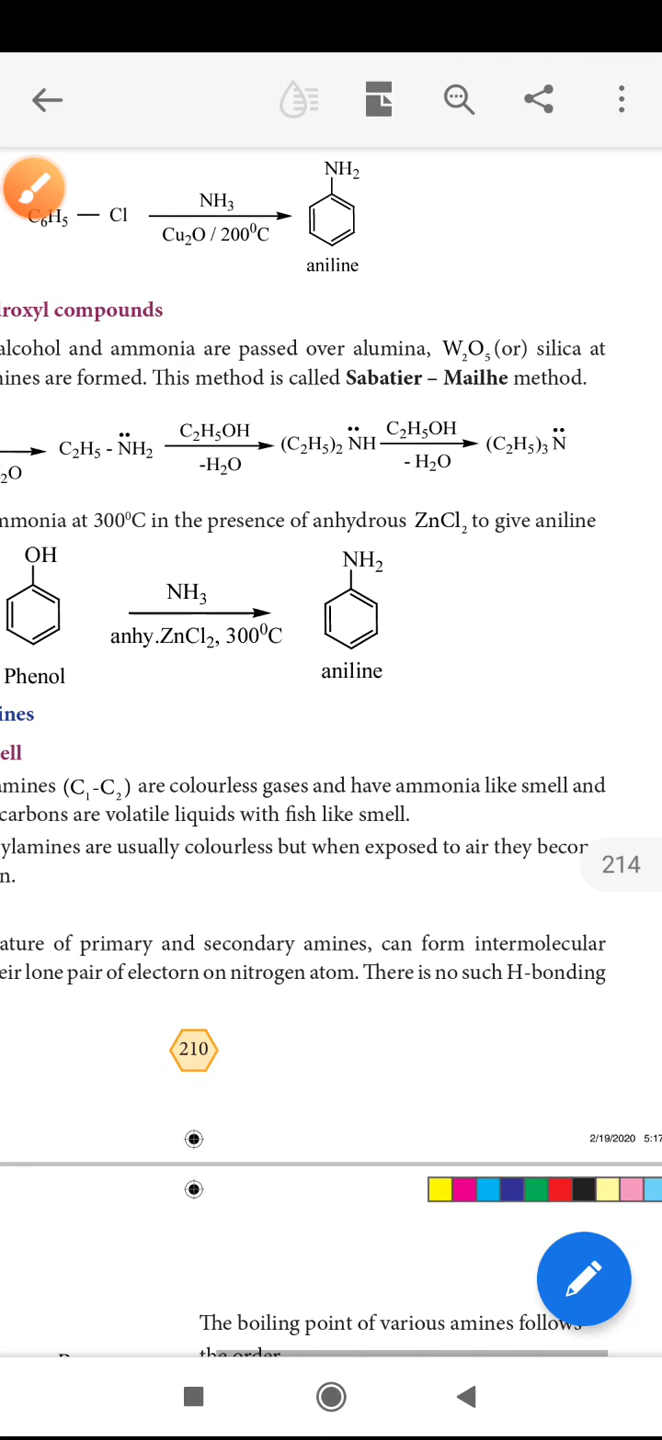 NH₂
C₆H₅ — Cl
NH₃
Cu₂O / 200⁰C
aniline
roxyl compounds
alcohol and ammonia are passed over alumina, W₂O₅(or) silica at
ines are formed. This method is called Sabatier – Mailhe method.
₂O
C₂H₅ - N̈H₂
C₂H₅OH
-H₂O
(C₂H₅)₂ N̈H
C₂H₅OH
- H₂O
(C₂H₅)₃ N̈
mmonia at 300⁰C in the presence of anhydrous ZnCl₂ to give aniline
OH
NH₃
anhy.ZnCl₂, 300⁰C
NH₂
Phenol
aniline
ines
ell
amines (C₁-C₂) are colourless gases and have ammonia like smell and
carbons are volatile liquids with fish like smell.
ylamines are usually colourless but when exposed to air they becom
214
n.
ature of primary and secondary amines, can form intermolecular
eir lone pair of electorn on nitrogen atom. There is no such H-bonding
210
2/19/2020 5:17
The boiling point of various amines follows
the order